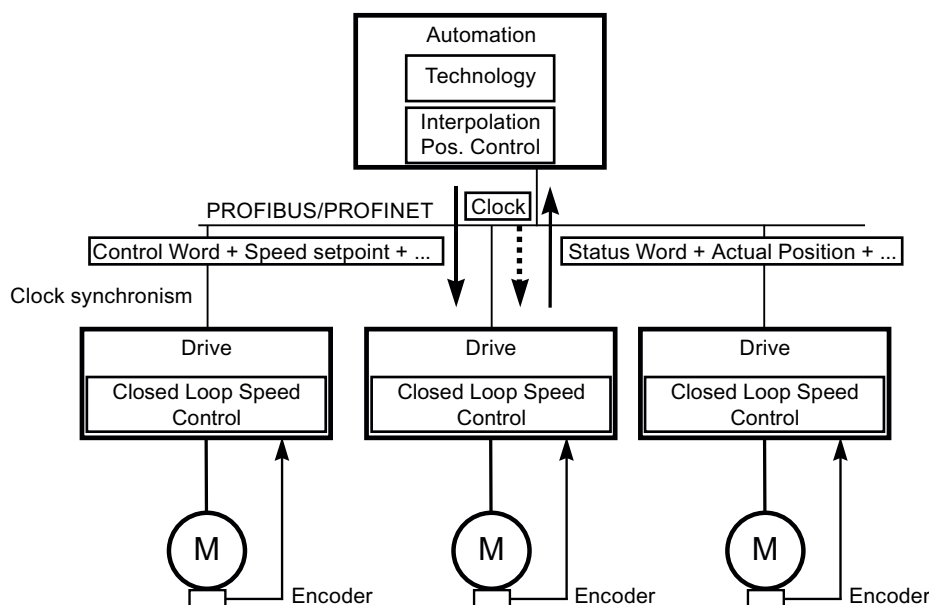 Automation
Technology
Interpolation
Pos. Control
PROFIBUS/PROFINET
Clock
Control Word + Speed setpoint + ...
Status Word + Actual Position + ...
Clock synchronism
Drive
Closed Loop Speed
Control
Drive
Closed Loop Speed
Control
Drive
Closed Loop Speed
Control
M
M
M
Encoder
Encoder
Encoder